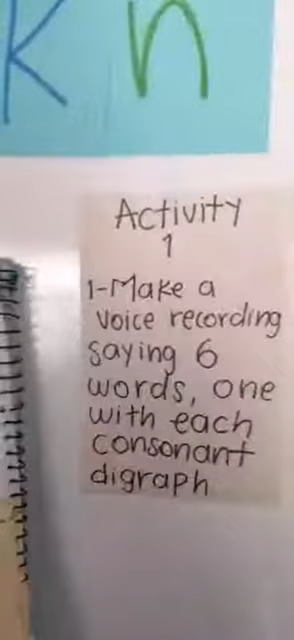 K n
Activity
1
1-Make a
voice recording
saying 6
words, one
with each
consonant
digraph